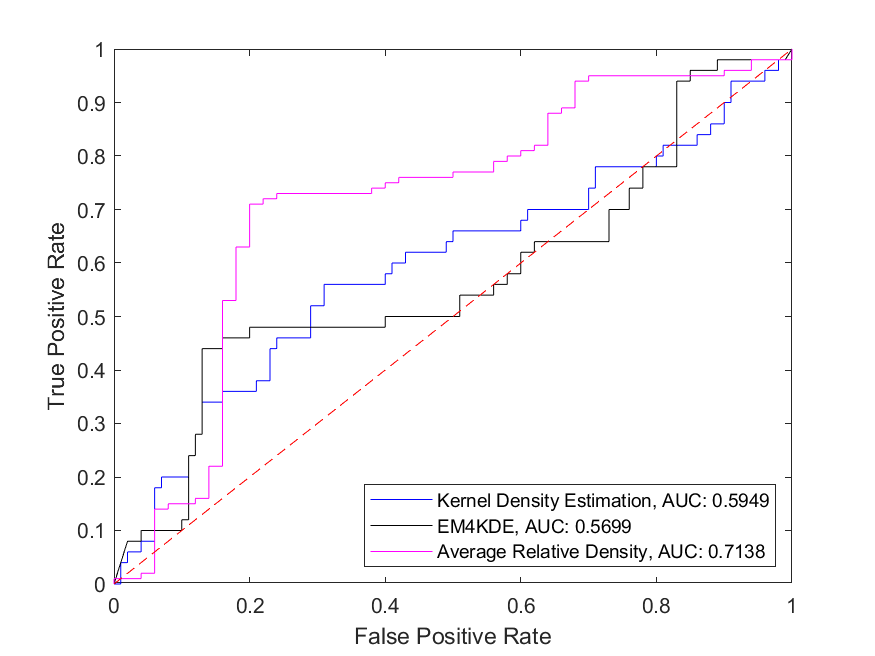 1
0.9
0.8
0.7
0.6
0.5
0.4
0.3
0.2
0.1
0
True Positive Rate
Kernel Density Estimation, AUC: 0.5949
EM4KDE, AUC: 0.5699
Average Relative Density, AUC: 0.7138
0 0.2 0.4 0.6 0.8 1
False Positive Rate